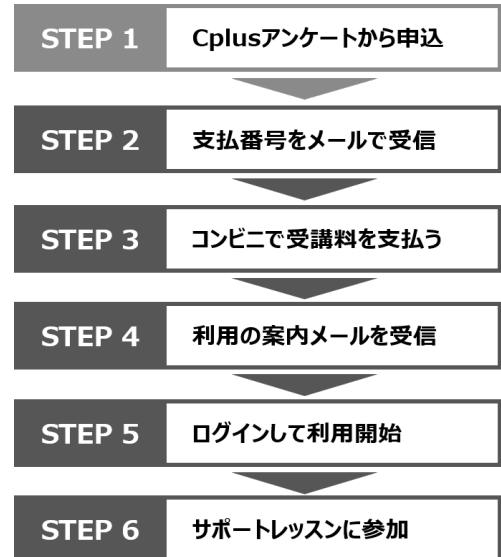 STEP 1 Cplusアンケートから申込
STEP 2 支払番号をメールで受信
STEP 3 コンビニで受講料を支払う
STEP 4 利用の案内メールを受信
STEP 5 ログインして利用開始
STEP 6 サポートレッスンに参加